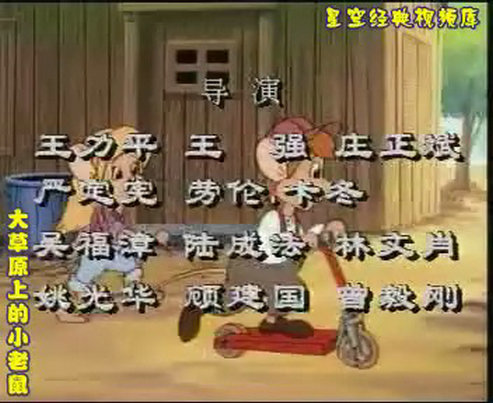 星空经典视频库
导 演
王力平 王 强 庄正斌
严定宪 劳伦 木冬
吴福漳 陆成法 林文肖
姚光华 顾建国 曾毅刚
大草原上的小老鼠